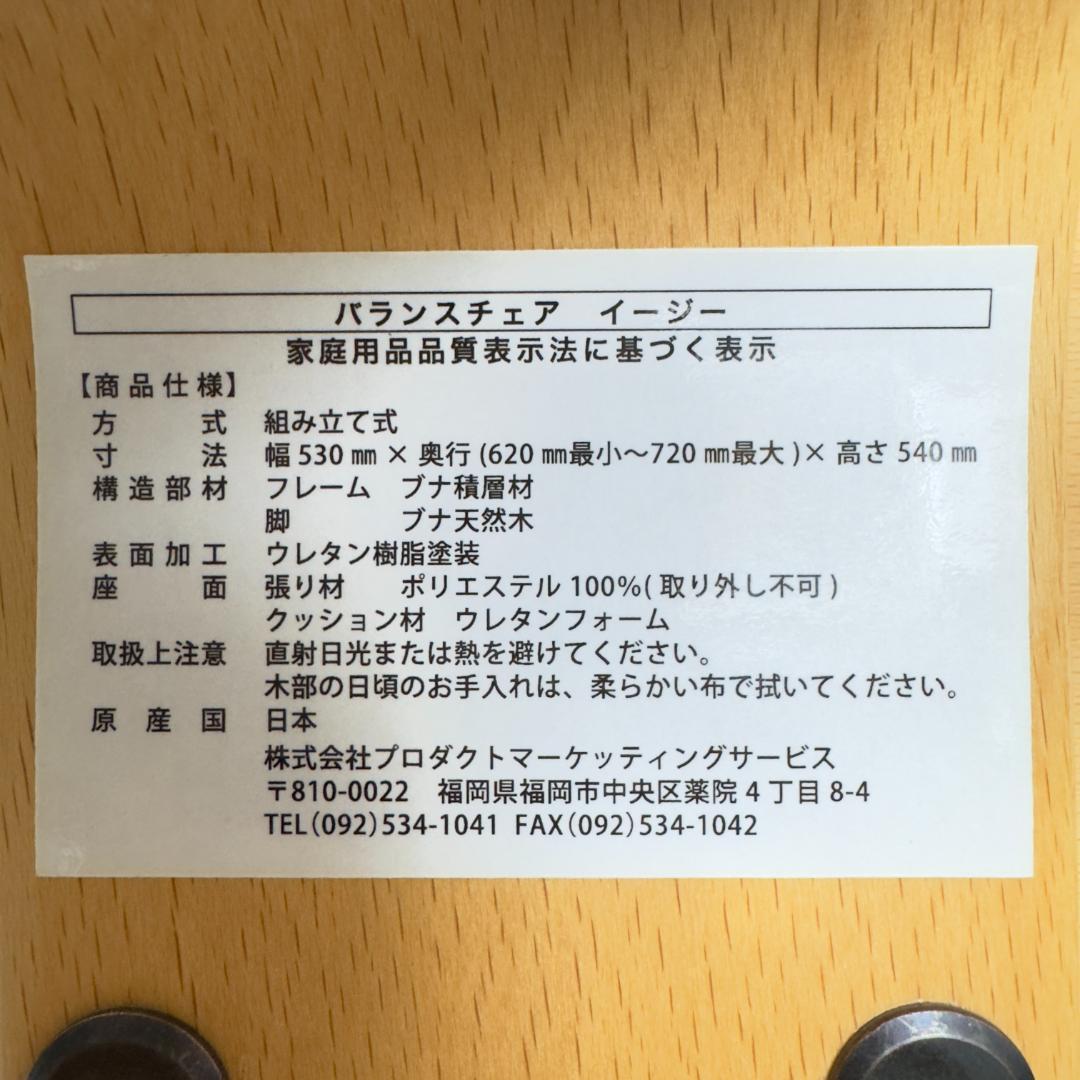 バランスチェア　イージー
家庭用品品質表示法に基づく表示
【商品仕様】
方式　組み立て式
寸法　幅 530 ㎜ × 奥行 (620 ㎜最小～720 ㎜最大 )× 高さ 540 ㎜
構造部材　フレーム　ブナ積層材
脚　ブナ天然木
表面加工　ウレタン樹脂塗装
座面　張り材　ポリエステル 100%( 取り外し不可 )
クッション材　ウレタンフォーム
取扱上注意　直射日光または熱を避けてください。
木部の日頃のお手入れは、柔らかい布で拭いてください。
原産国　日本
株式会社プロダクトマーケッティングサービス
〒810-0022　福岡県福岡市中央区薬院 4 丁目 8-4
TEL(092)534-1041 FAX(092)534-1042